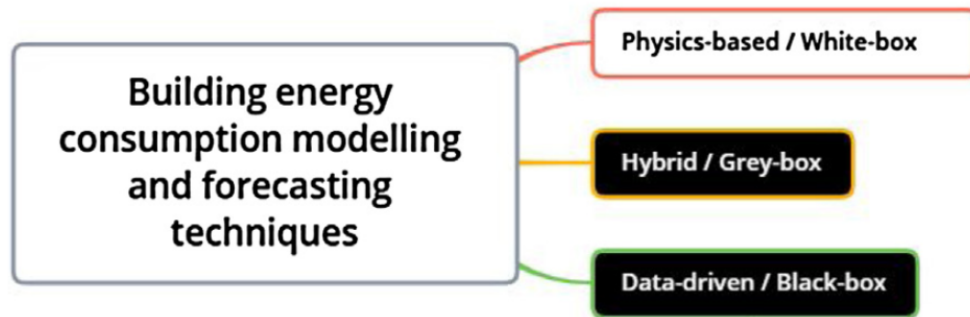 Building energy
consumption modelling
and forecasting
techniques
Physics-based / White-box
Hybrid / Grey-box
Data-driven / Black-box